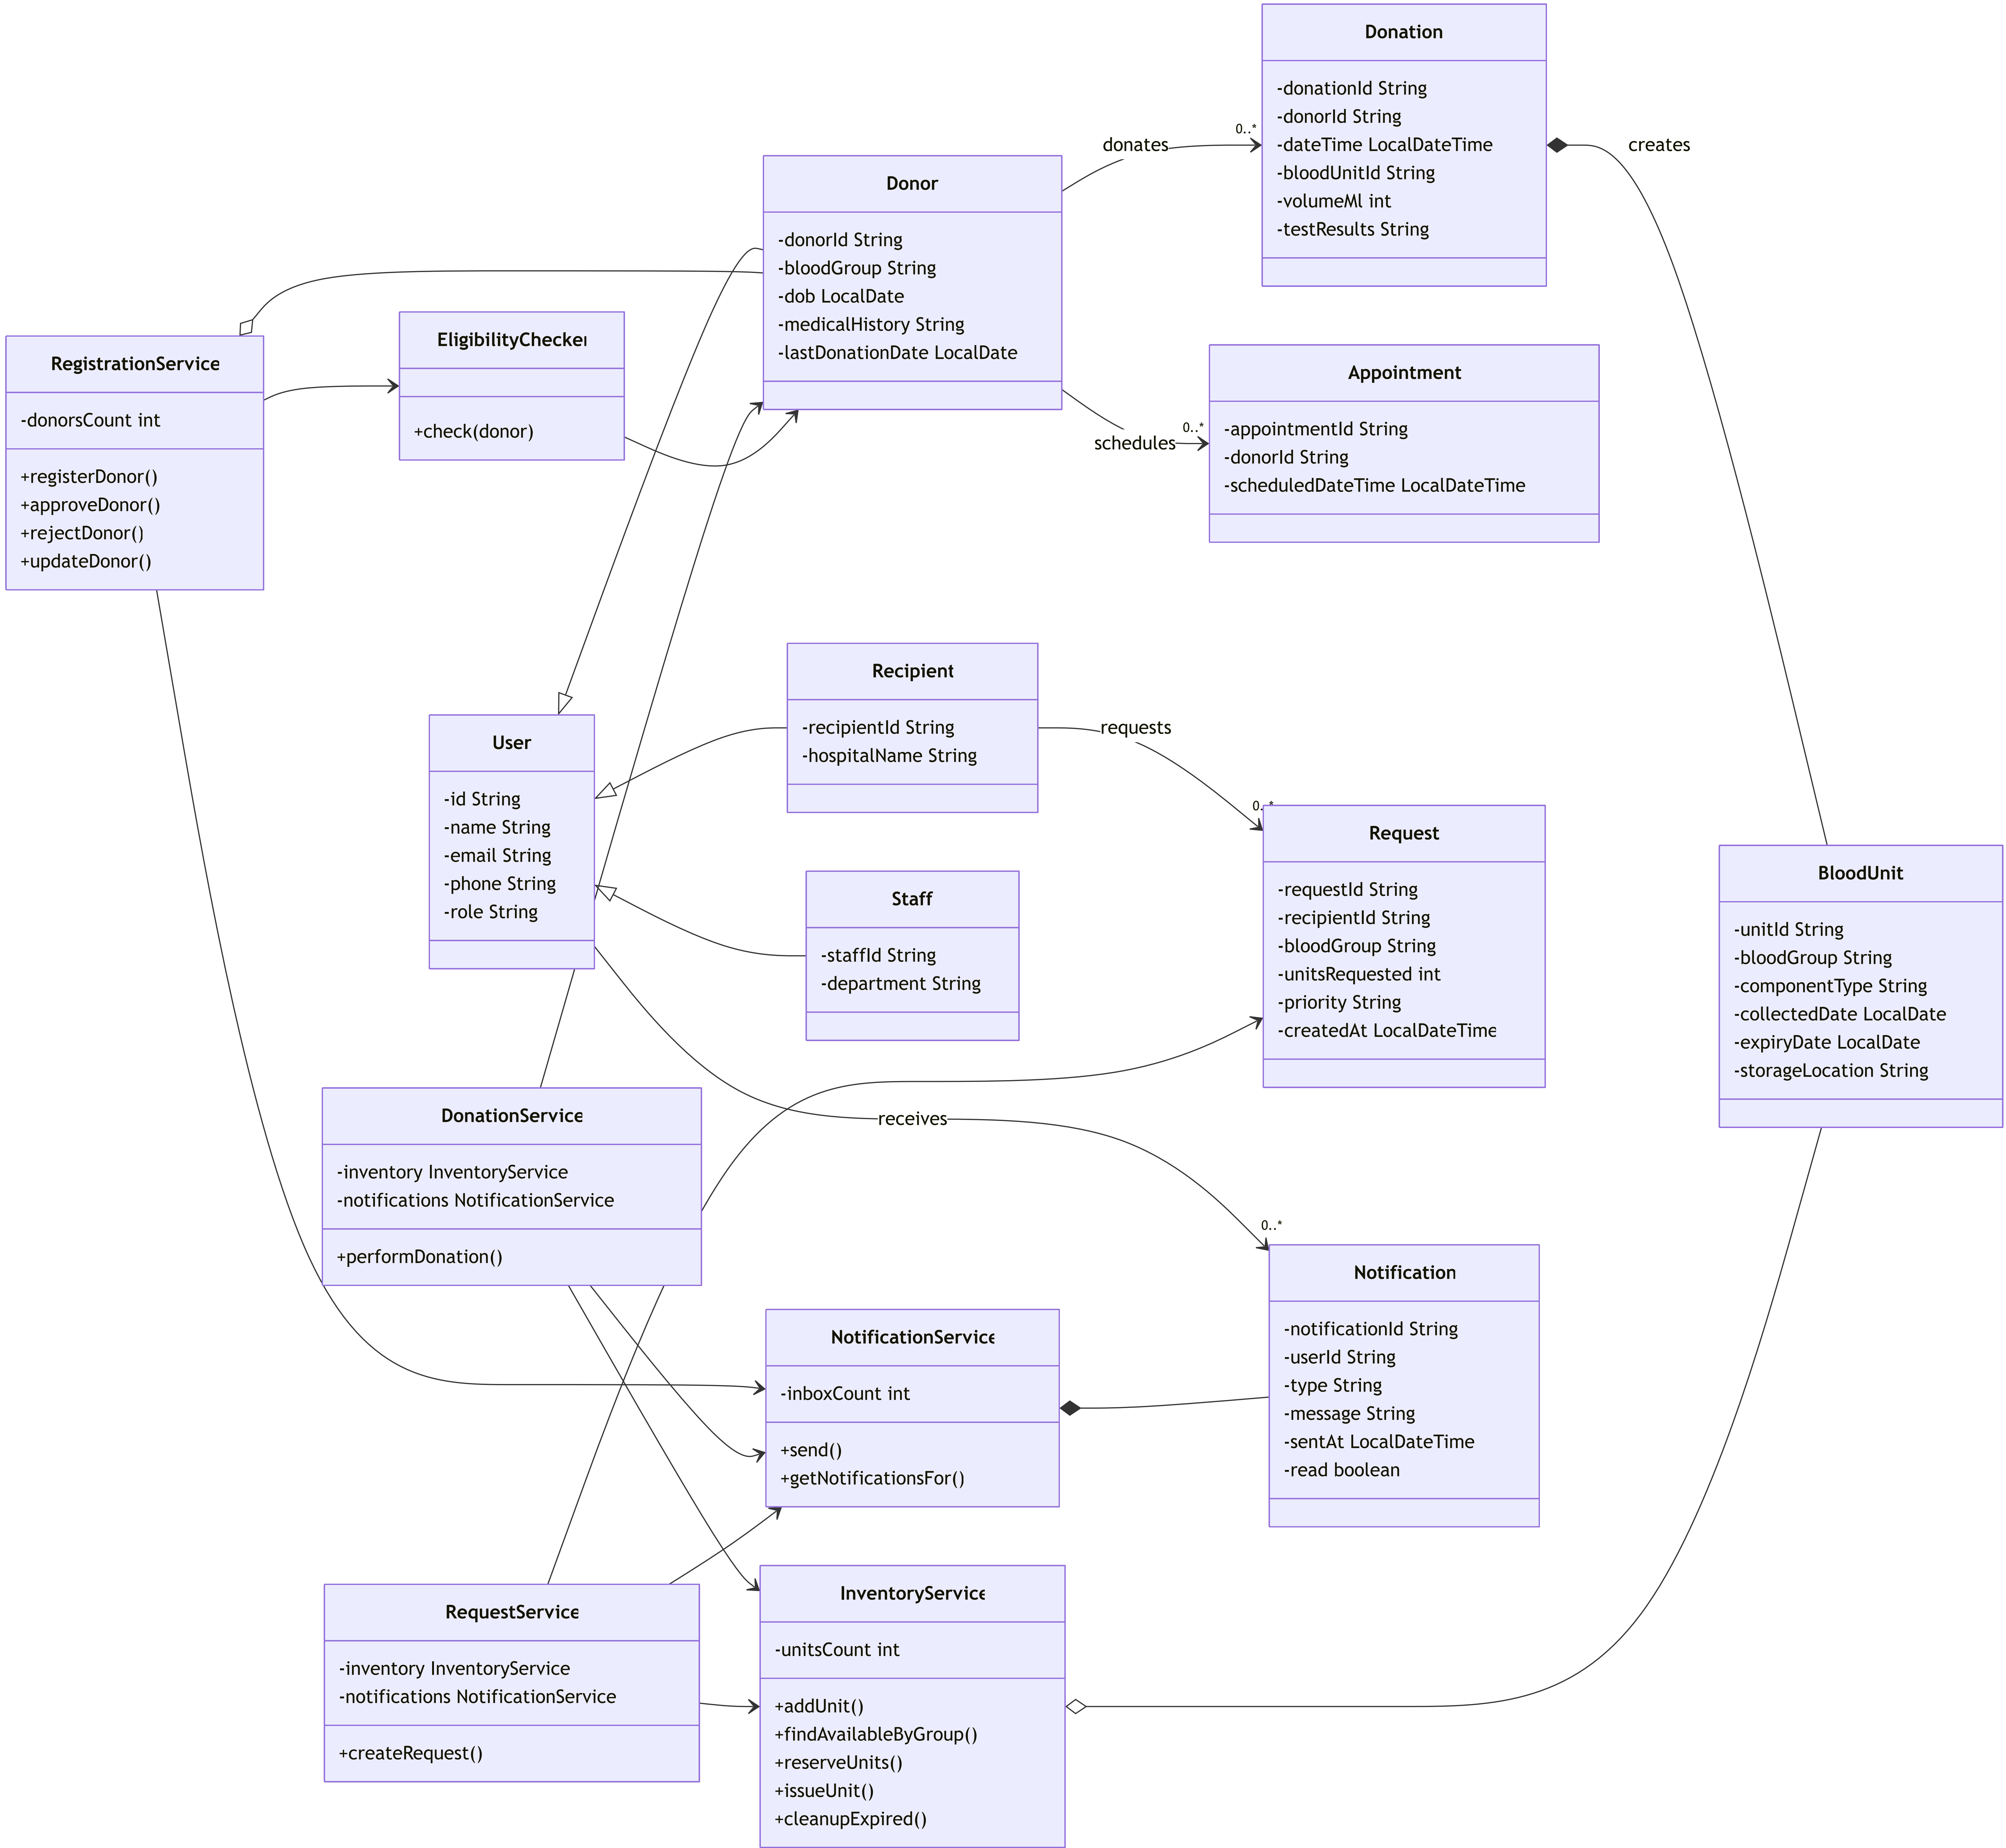 Donation
-donationId String
-donorId String
-dateTime LocalDateTime
-bloodUnitId String
-volumeMl int
-testResults String
donates
0..*
creates
Donor
-donorId String
-bloodGroup String
-dob LocalDate
-medicalHistory String
-lastDonationDate LocalDate
RegistrationService
-donorsCount int
+registerDonor()
+approveDonor()
+rejectDonor()
+updateDonor()
EligibilityChecker
+check(donor)
schedules
0..*
Appointment
-appointmentId String
-donorId String
-scheduledDateTime LocalDateTime
Recipient
-recipientId String
-hospitalName String
requests
0..*
User
-id String
-name String
-email String
-phone String
-role String
Staff
-staffId String
-department String
Request
-requestId String
-recipientId String
-bloodGroup String
-unitsRequested int
-priority String
-createdAt LocalDateTime
BloodUnit
-unitId String
-bloodGroup String
-componentType String
-collectedDate LocalDate
-expiryDate LocalDate
-storageLocation String
receives
0..*
DonationService
-inventory InventoryService
-notifications NotificationService
+performDonation()
Notification
-notificationId String
-userId String
-type String
-message String
-sentAt LocalDateTime
-read boolean
NotificationService
-inboxCount int
+send()
+getNotificationsFor()
RequestService
-inventory InventoryService
-notifications NotificationService
+createRequest()
InventoryService
-unitsCount int
+addUnit()
+findAvailableByGroup()
+reserveUnits()
+issueUnit()
+cleanupExpired()